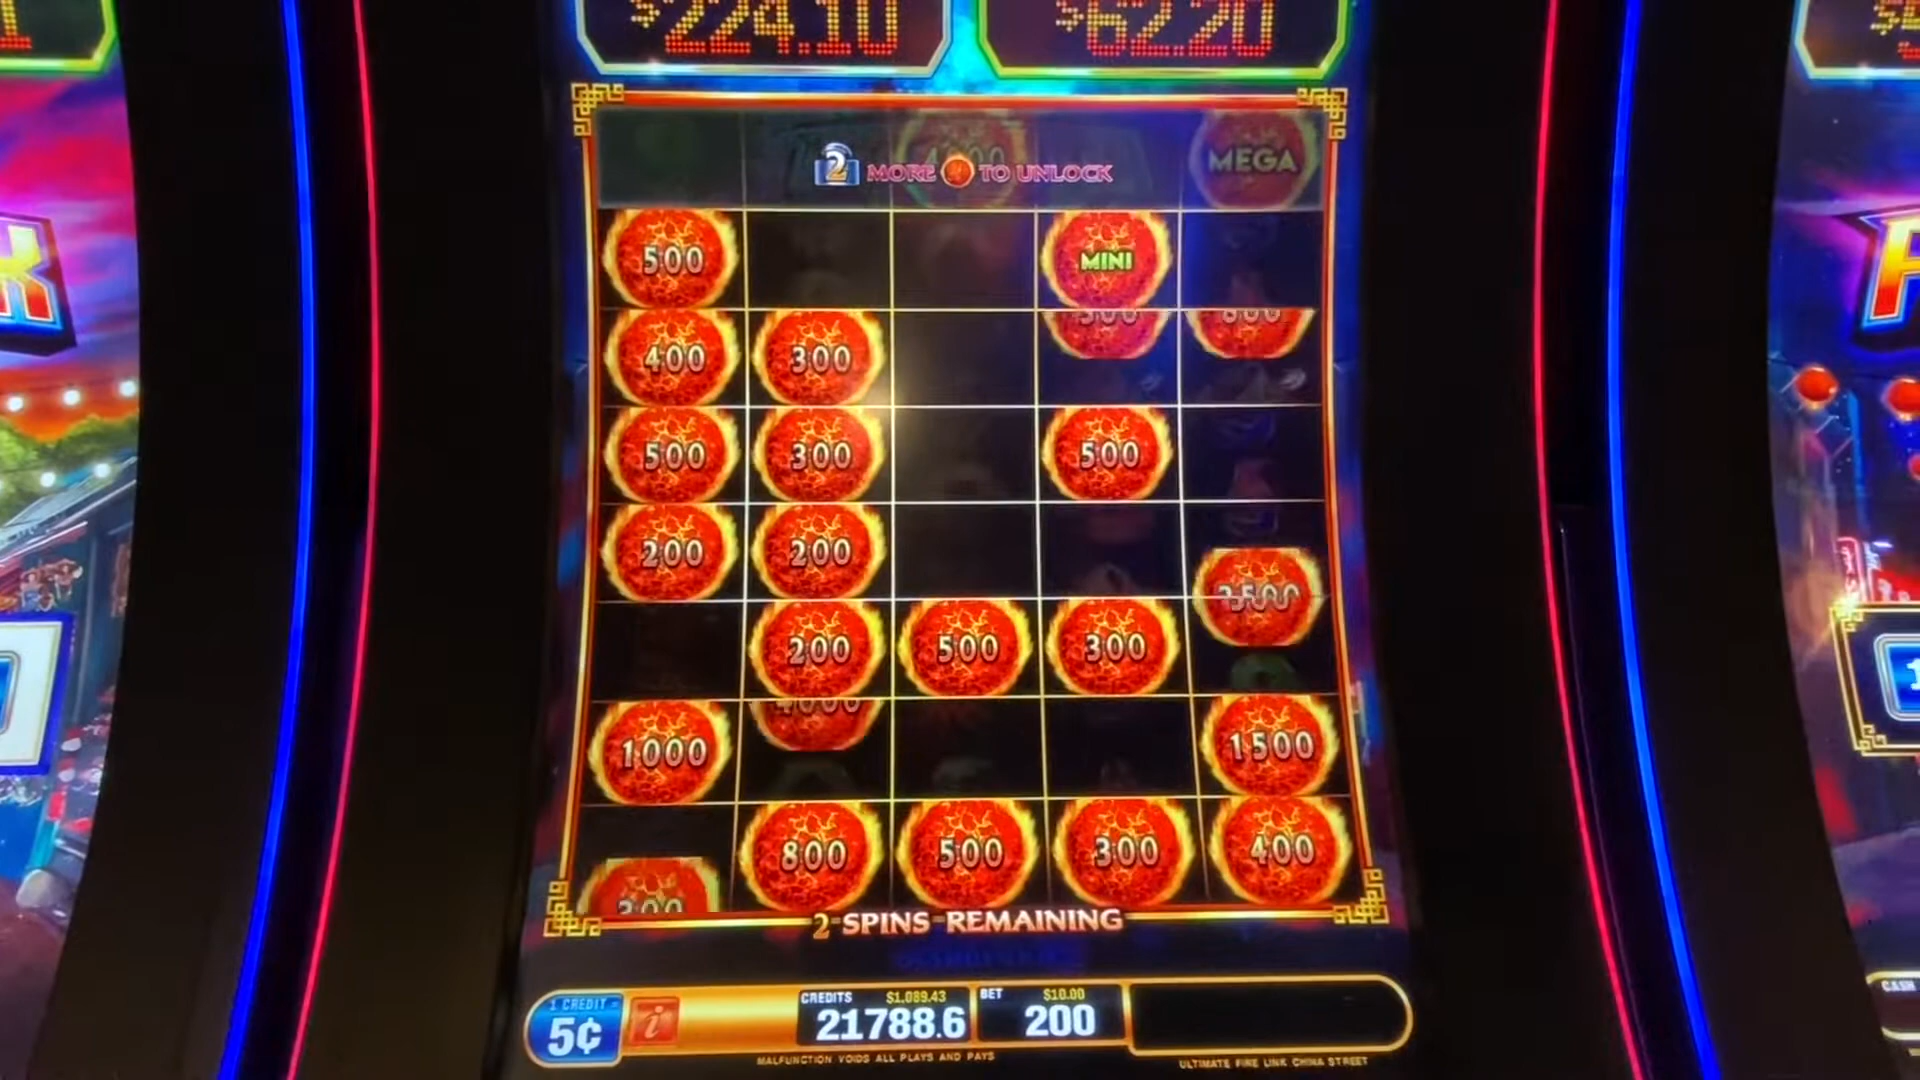 $224.10 $62.20
MEGA
2 MORE TO UNLOCK
500 MINI
400 300
500 300 500
200 200
200 500 300
1000 1500
800 500 300 400
2 SPINS REMAINING
1 CREDIT =
5¢
i
CREDITS $1,089.43
21788.6
BET $10.00
200
MALFUNCTION VOIDS ALL PLAYS AND PAYS
ULTIMATE FIRE LINK CHINA STREET
CASH